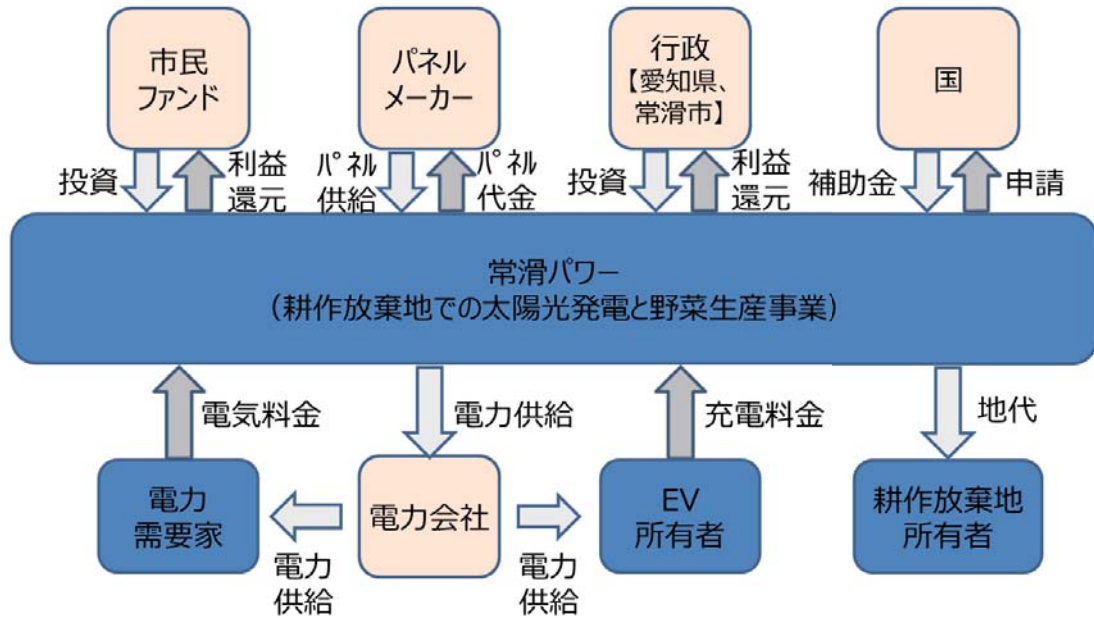 市民
ファンド
パネル
メーカー
行政
【愛知県、
常滑市】
国
投資
利益
還元
ﾊﾟﾈﾙ
供給
ﾊﾟﾈﾙ
代金
投資
利益
還元
補助金
申請
常滑パワー
（耕作放棄地での太陽光発電と野菜生産事業）
電気料金
電力供給
充電料金
地代
電力
需要家
電力会社
EV
所有者
耕作放棄地
所有者
電力
供給
電力
供給